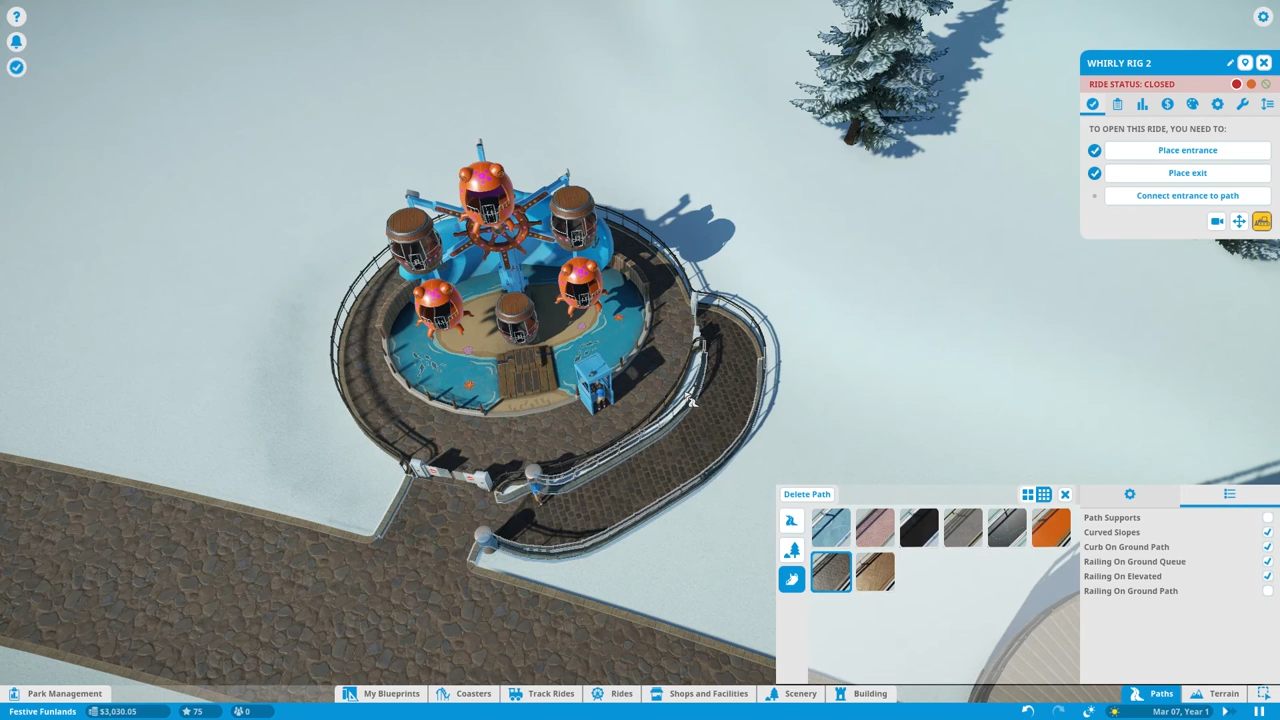 ?
WHIRLY RIG 2
RIDE STATUS: CLOSED
TO OPEN THIS RIDE, YOU NEED TO:
Place entrance
Place exit
Connect entrance to path
Delete Path
Path Supports
Curved Slopes
Curb On Ground Path
Railing On Ground Queue
Railing On Elevated
Railing On Ground Path
Park Management
My Blueprints
Coasters
Track Rides
Rides
Shops and Facilities
Scenery
Building
Paths
Terrain
Festive Funlands
$3,030.05
75
0
Mar 07, Year 1